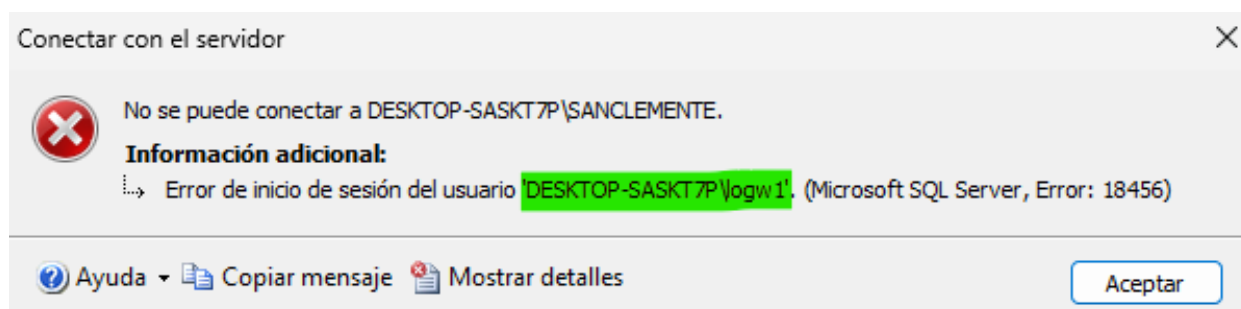 Conectar con el servidor
No se puede conectar a DESKTOP-SASKT7P\SANCLEMENTE.
Información adicional:
Error de inicio de sesión del usuario 'DESKTOP-SASKT7P\logw1'. (Microsoft SQL Server, Error: 18456)
Ayuda Copiar mensaje Mostrar detalles Aceptar